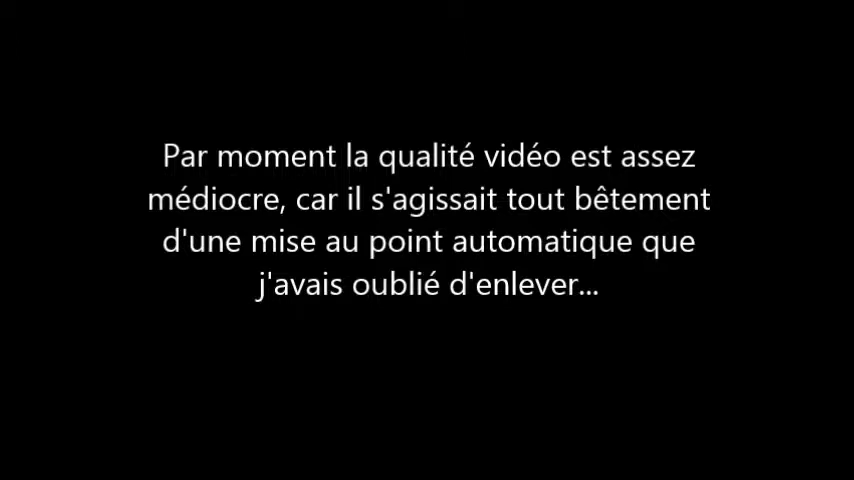 Par moment la qualité vidéo est assez
médiocre, car il s'agissait tout bêtement
d'une mise au point automatique que
j'avais oublié d'enlever...